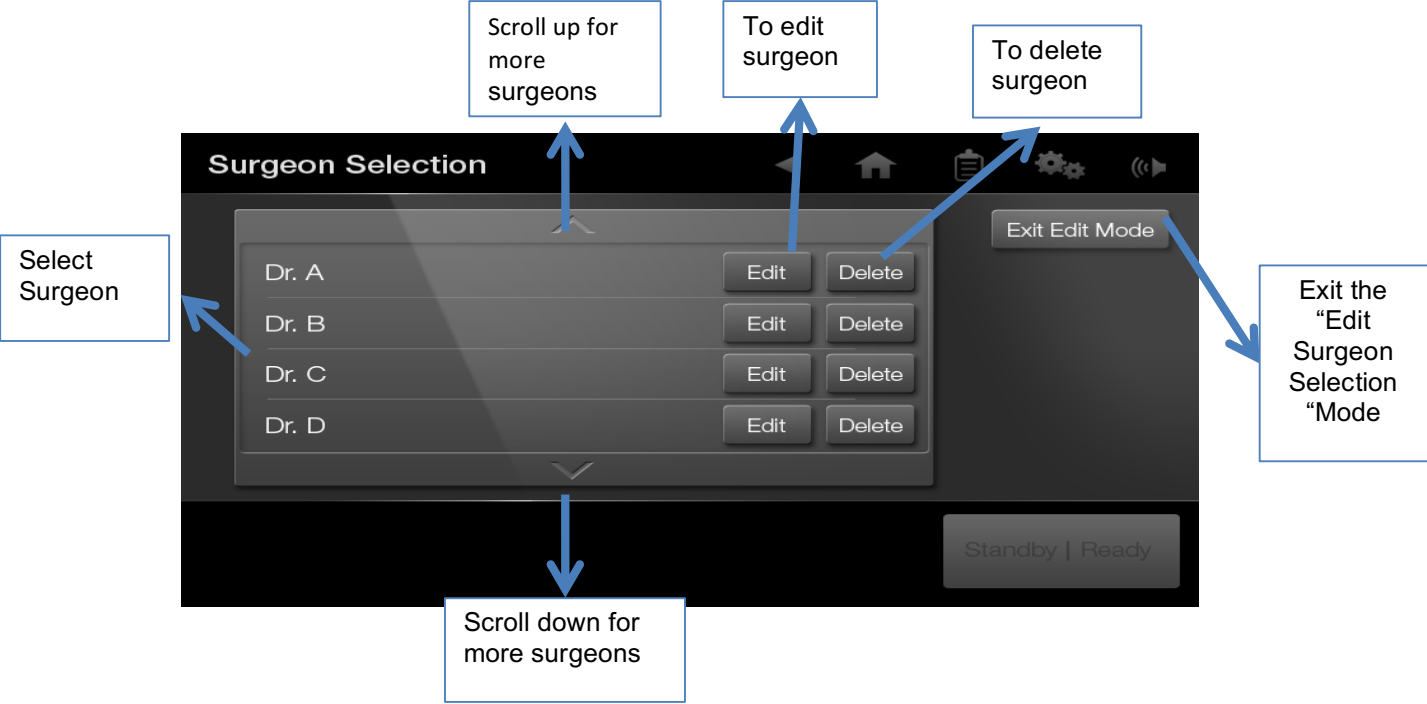 Scroll up for
more
surgeons
To edit
surgeon
To delete
surgeon
Surgeon Selection
Exit Edit Mode
Select
Surgeon
Dr. A Edit Delete
Dr. B Edit Delete
Dr. C Edit Delete
Dr. D Edit Delete
Exit the
“Edit
Surgeon
Selection
“Mode
Standby | Ready
Scroll down for
more surgeons